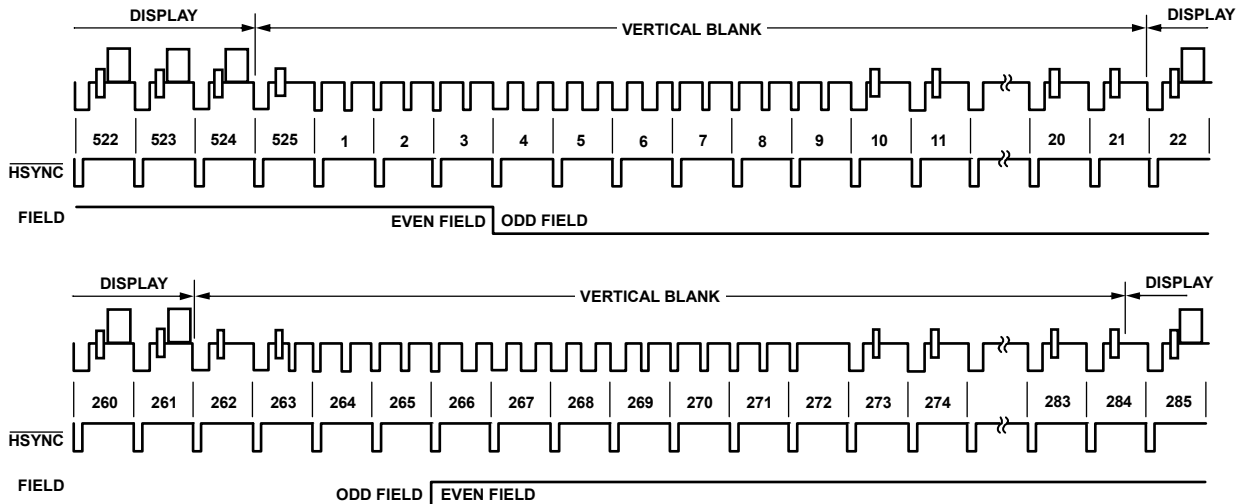 DISPLAY VERTICAL BLANK DISPLAY
522 523 524 525 1 2 3 4 5 6 7 8 9 10 11 20 21 22
HSYNC
FIELD EVEN FIELD ODD FIELD
DISPLAY VERTICAL BLANK DISPLAY
260 261 262 263 264 265 266 267 268 269 270 271 272 273 274 283 284 285
HSYNC
FIELD ODD FIELD EVEN FIELD